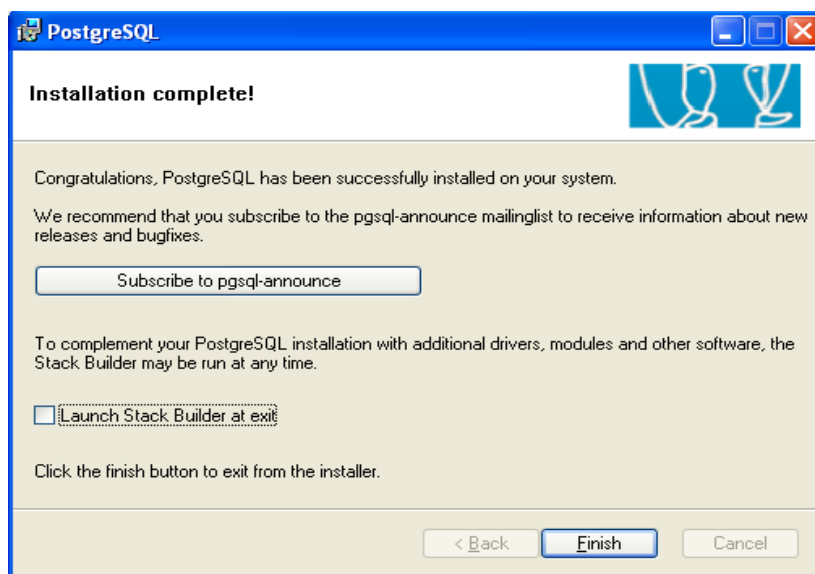 PostgreSQL
Installation complete!
Congratulations, PostgreSQL has been successfully installed on your system.
We recommend that you subscribe to the pgsql-announce mailinglist to receive information about new
releases and bugfixes.
Subscribe to pgsql-announce
To complement your PostgreSQL installation with additional drivers, modules and other software, the
Stack Builder may be run at any time.
Launch Stack Builder at exit
Click the finish button to exit from the installer.
< Back
Finish
Cancel